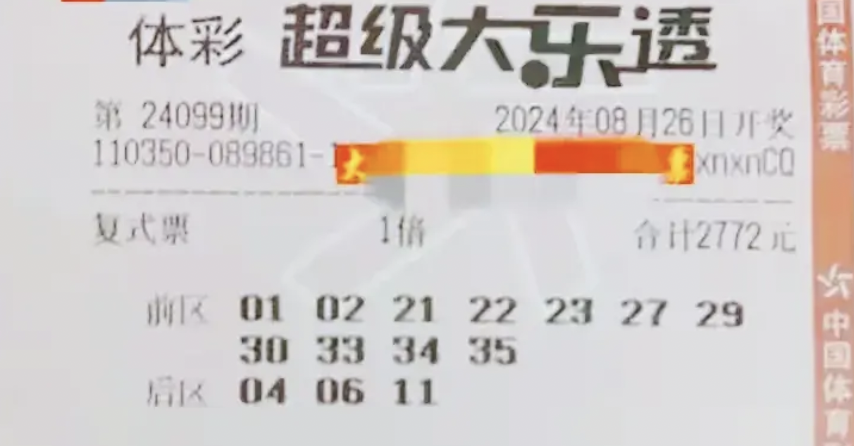 体彩 超级大乐透
第 24099期 2024年08月26日开奖
110350-089861- xnxnCQ
复式票 1倍 合计2772元
前区 01 02 21 22 23 27 29
30 33 34 35
后区 04 06 11
国体育彩票
中国体育